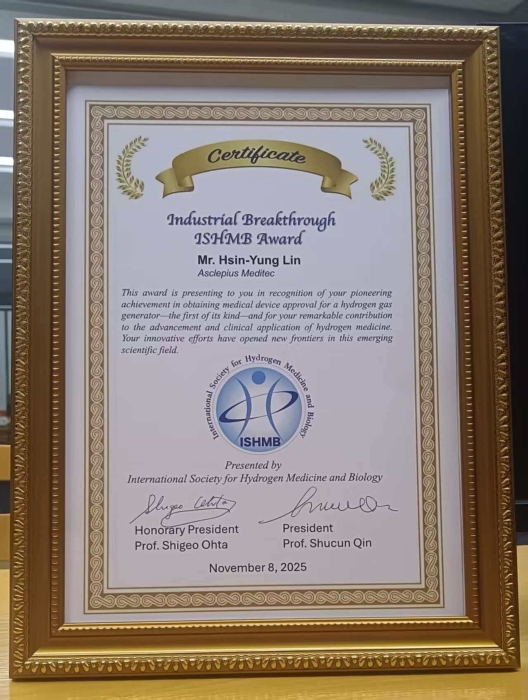 Certificate
Industrial Breakthrough
ISHMB Award
Mr. Hsin-Yung Lin
Asclepius Meditec
This award is presenting to you in recognition of your pioneering
achievement in obtaining medical device approval for a hydrogen gas
generator—the first of its kind—and for your remarkable contribution
to the advancement and clinical application of hydrogen medicine.
Your innovative efforts have opened new frontiers in this emerging
scientific field.
International Society for Hydrogen Medicine and Biology
ISHMB
Presented by
International Society for Hydrogen Medicine and Biology
Shigeo Ohta
Honorary President
Prof. Shigeo Ohta
President
Prof. Shucun Qin
November 8, 2025